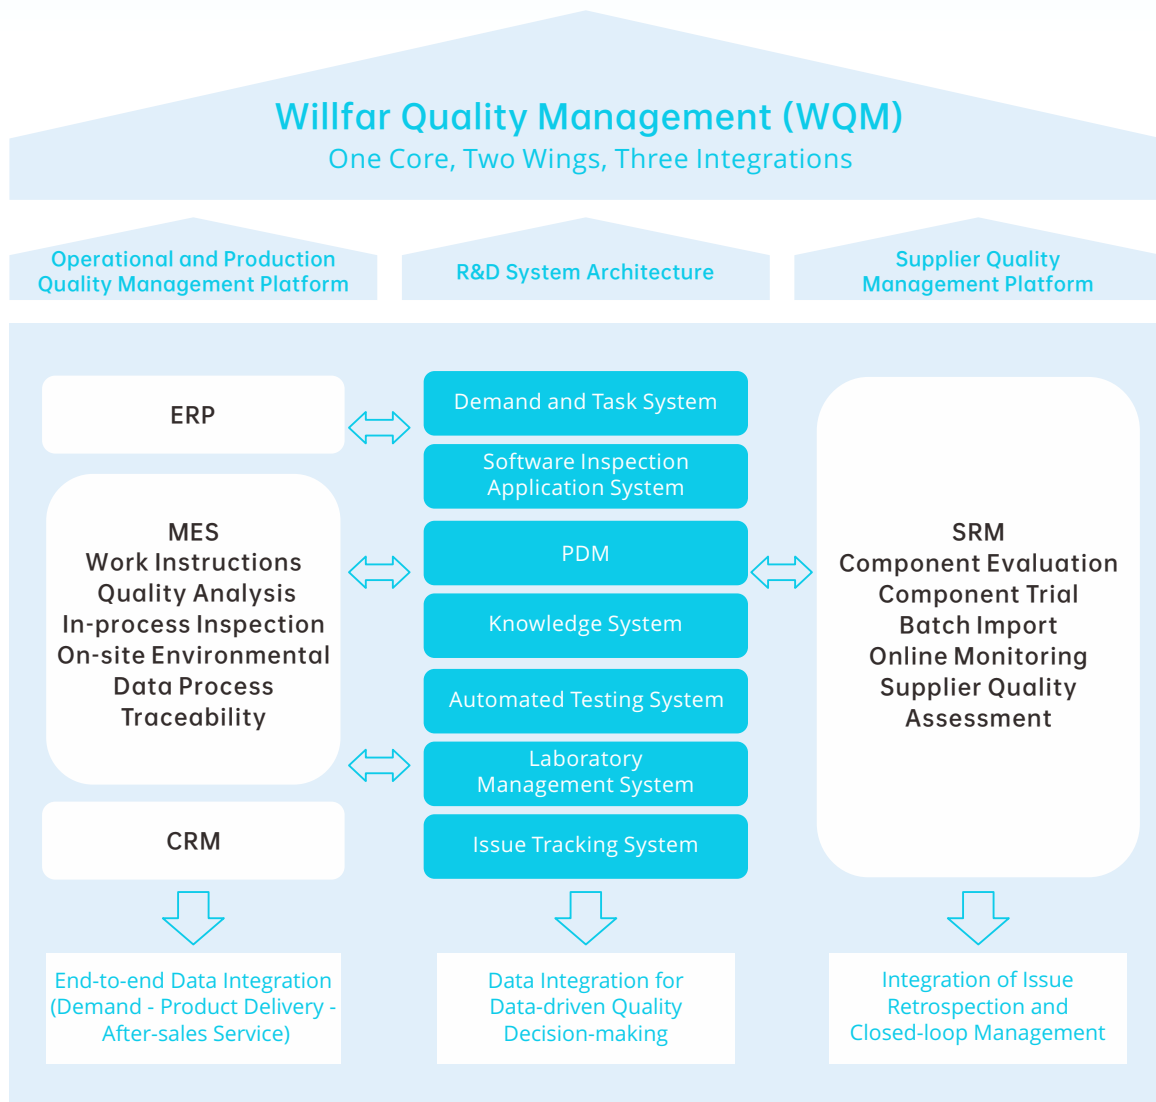 Willfar Quality Management (WQM)
One Core, Two Wings, Three Integrations
Operational and Production
Quality Management Platform
R&D System Architecture
Supplier Quality
Management Platform
ERP
MES
Work Instructions
Quality Analysis
In-process Inspection
On-site Environmental
Data Process
Traceability
CRM
Demand and Task System
Software Inspection
Application System
PDM
Knowledge System
Automated Testing System
Laboratory
Management System
Issue Tracking System
SRM
Component Evaluation
Component Trial
Batch Import
Online Monitoring
Supplier Quality
Assessment
End-to-end Data Integration
(Demand - Product Delivery -
After-sales Service)
Data Integration for
Data-driven Quality
Decision-making
Integration of Issue
Retrospection and
Closed-loop Management